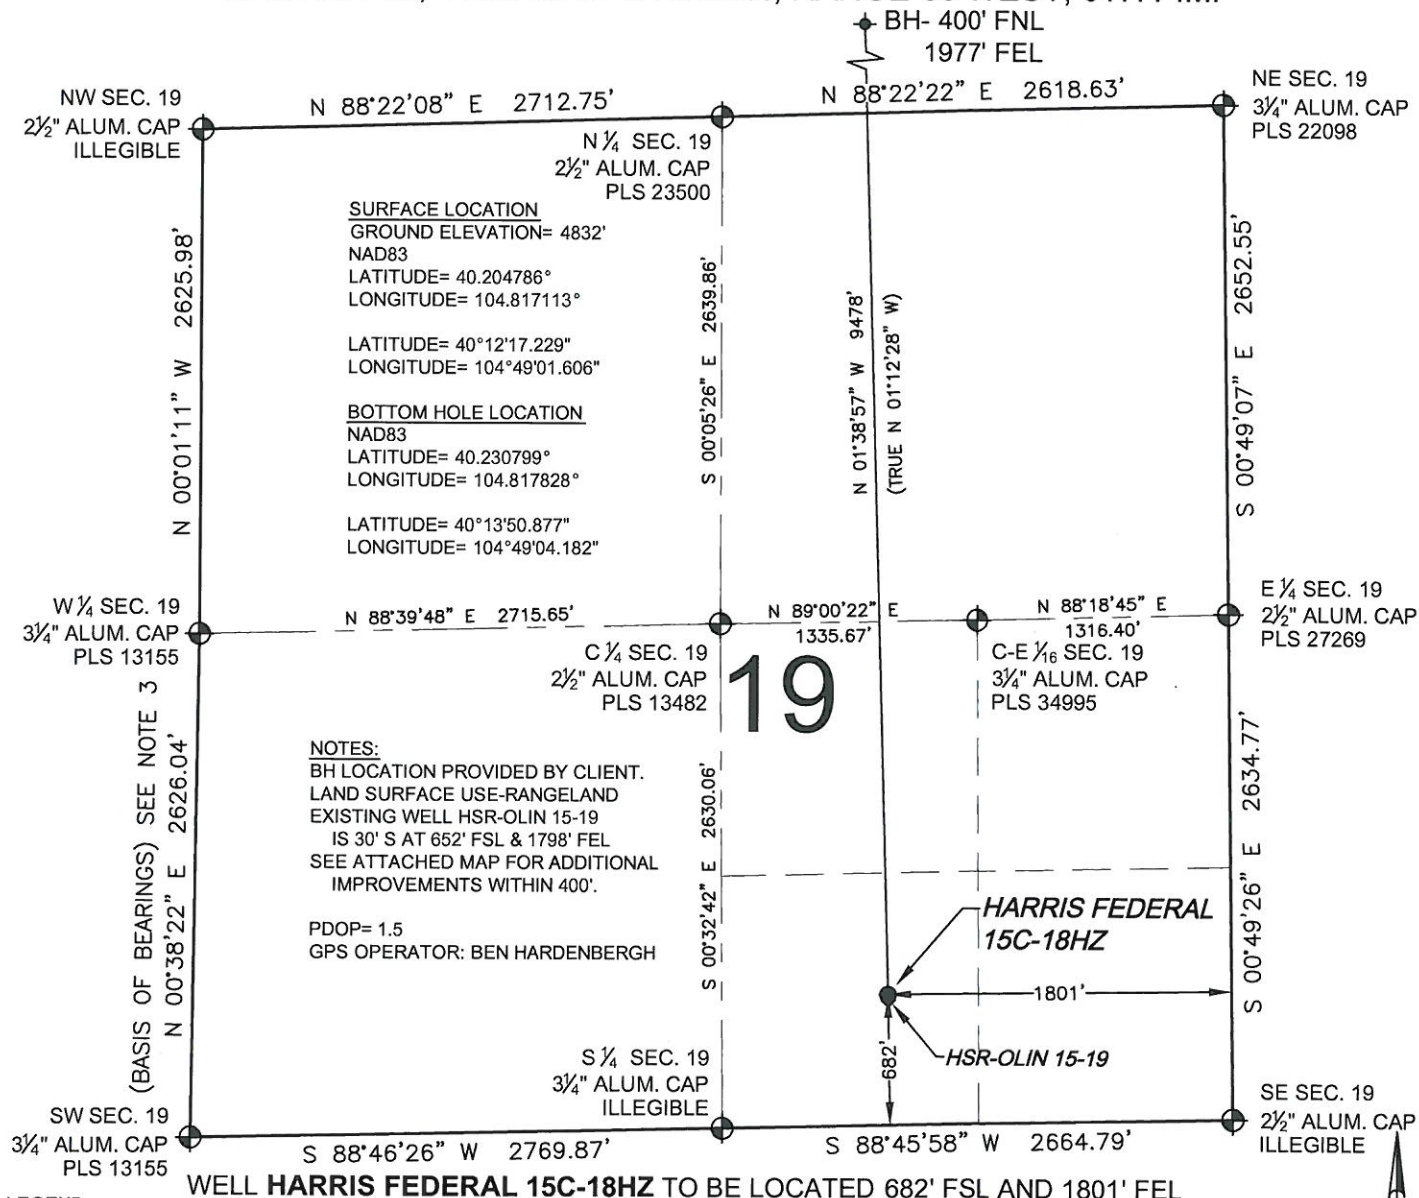 BH- 400' FNL
1977' FEL
NW SEC. 19
2½" ALUM. CAP
ILLEGIBLE
N 88°22'08" E 2712.75'
N 88°22'22" E 2618.63'
NE SEC. 19
3¼" ALUM. CAP
PLS 22098
N ¼ SEC. 19
2½" ALUM. CAP
PLS 23500
SURFACE LOCATION
GROUND ELEVATION= 4832'
NAD83
LATITUDE= 40.204786°
LONGITUDE= 104.817113°
LATITUDE= 40°12'17.229"
LONGITUDE= 104°49'01.606"
BOTTOM HOLE LOCATION
NAD83
LATITUDE= 40.230799°
LONGITUDE= 104.817828°
LATITUDE= 40°13'50.877"
LONGITUDE= 104°49'04.182"
N 00°01'11" W 2625.98'
S 00°05'26" E 2639.86'
N 01°38'57" W 9478'
(TRUE N 01°12'28" W)
S 00°49'07" E 2652.55'
W ¼ SEC. 19
3¼" ALUM. CAP
PLS 13155
N 88°39'48" E 2715.65'
N 89°00'22" E
1335.67'
N 88°18'45" E
1316.40'
E ¼ SEC. 19
2½" ALUM. CAP
PLS 27269
C ¼ SEC. 19
2½" ALUM. CAP
PLS 13482
19
C-E 1/16 SEC. 19
3¼" ALUM. CAP
PLS 34995
NOTES:
BH LOCATION PROVIDED BY CLIENT.
LAND SURFACE USE-RANGELAND
EXISTING WELL HSR-OLIN 15-19
IS 30' S AT 652' FSL & 1798' FEL
SEE ATTACHED MAP FOR ADDITIONAL
IMPROVEMENTS WITHIN 400'.
PDOP= 1.5
GPS OPERATOR: BEN HARDENBERGH
(BASIS OF BEARINGS) SEE NOTE 3
N 00°38'22" E 2626.04'
S 00°32'42" E 2630.06'
S 00°49'26" E 2634.77'
HARRIS FEDERAL
15C-18HZ
1801'
682'
HSR-OLIN 15-19
S ¼ SEC. 19
3¼" ALUM. CAP
ILLEGIBLE
SW SEC. 19
3¼" ALUM. CAP
PLS 13155
SE SEC. 19
2½" ALUM. CAP
ILLEGIBLE
S 88°46'26" W 2769.87'
S 88°45'58" W 2664.79'
WELL HARRIS FEDERAL 15C-18HZ TO BE LOCATED 682' FSL AND 1801' FEL